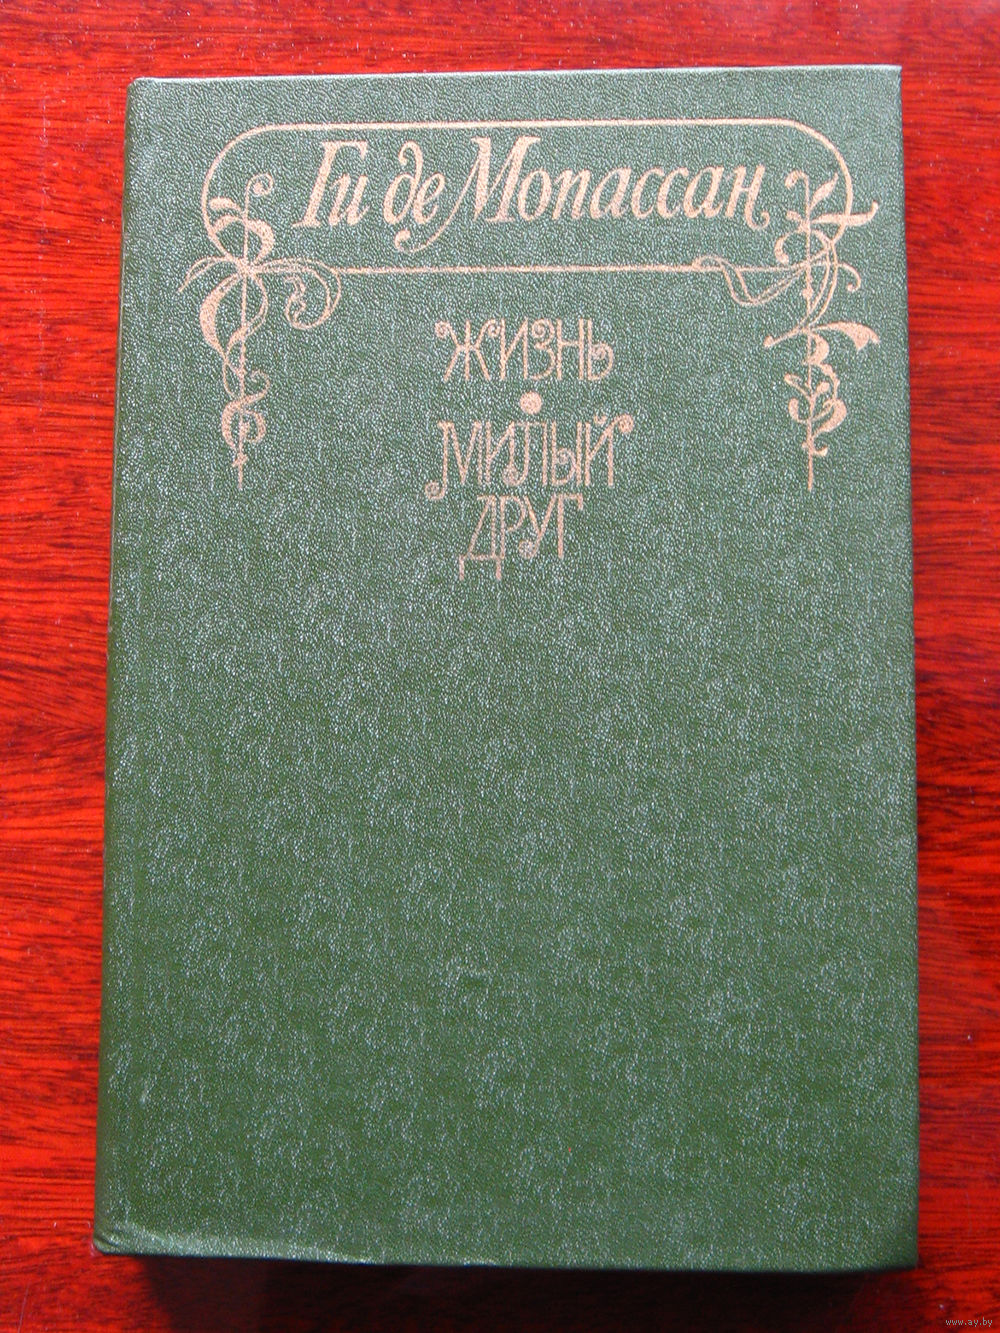 Ги де Мопассан
ЖИЗНЬ
•
МИЛЫЙ
ДРУГ
www.ay.by